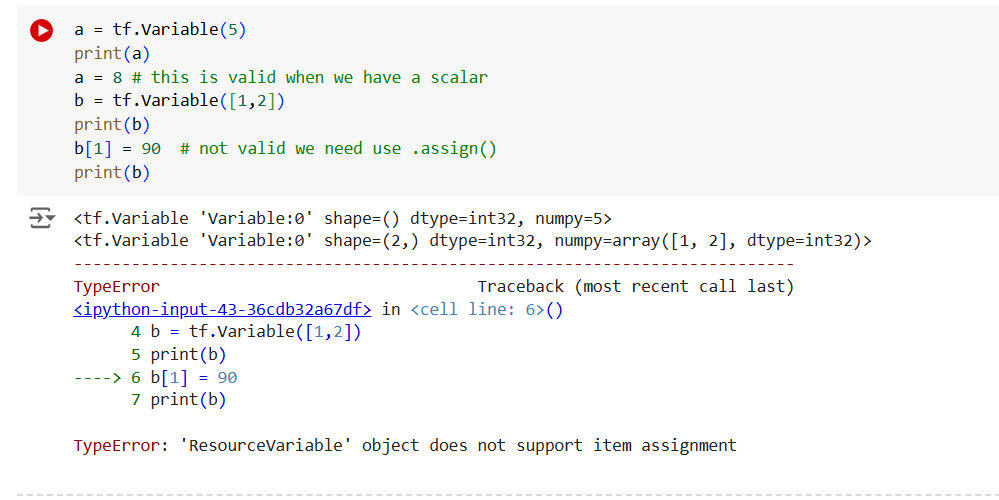 a = tf.Variable(5)
print(a)
a = 8 # this is valid when we have a scalar
b = tf.Variable([1,2])
print(b)
b[1] = 90  # not valid we need use .assign()
print(b)
<tf.Variable 'Variable:0' shape=() dtype=int32, numpy=5>
<tf.Variable 'Variable:0' shape=(2,) dtype=int32, numpy=array([1, 2], dtype=int32)>
---------------------------------------------------------------------------
TypeError                                 Traceback (most recent call last)
<ipython-input-43-36cdb32a67df> in <cell line: 6>()
      4 b = tf.Variable([1,2])
      5 print(b)
----> 6 b[1] = 90
      7 print(b)
TypeError: 'ResourceVariable' object does not support item assignment